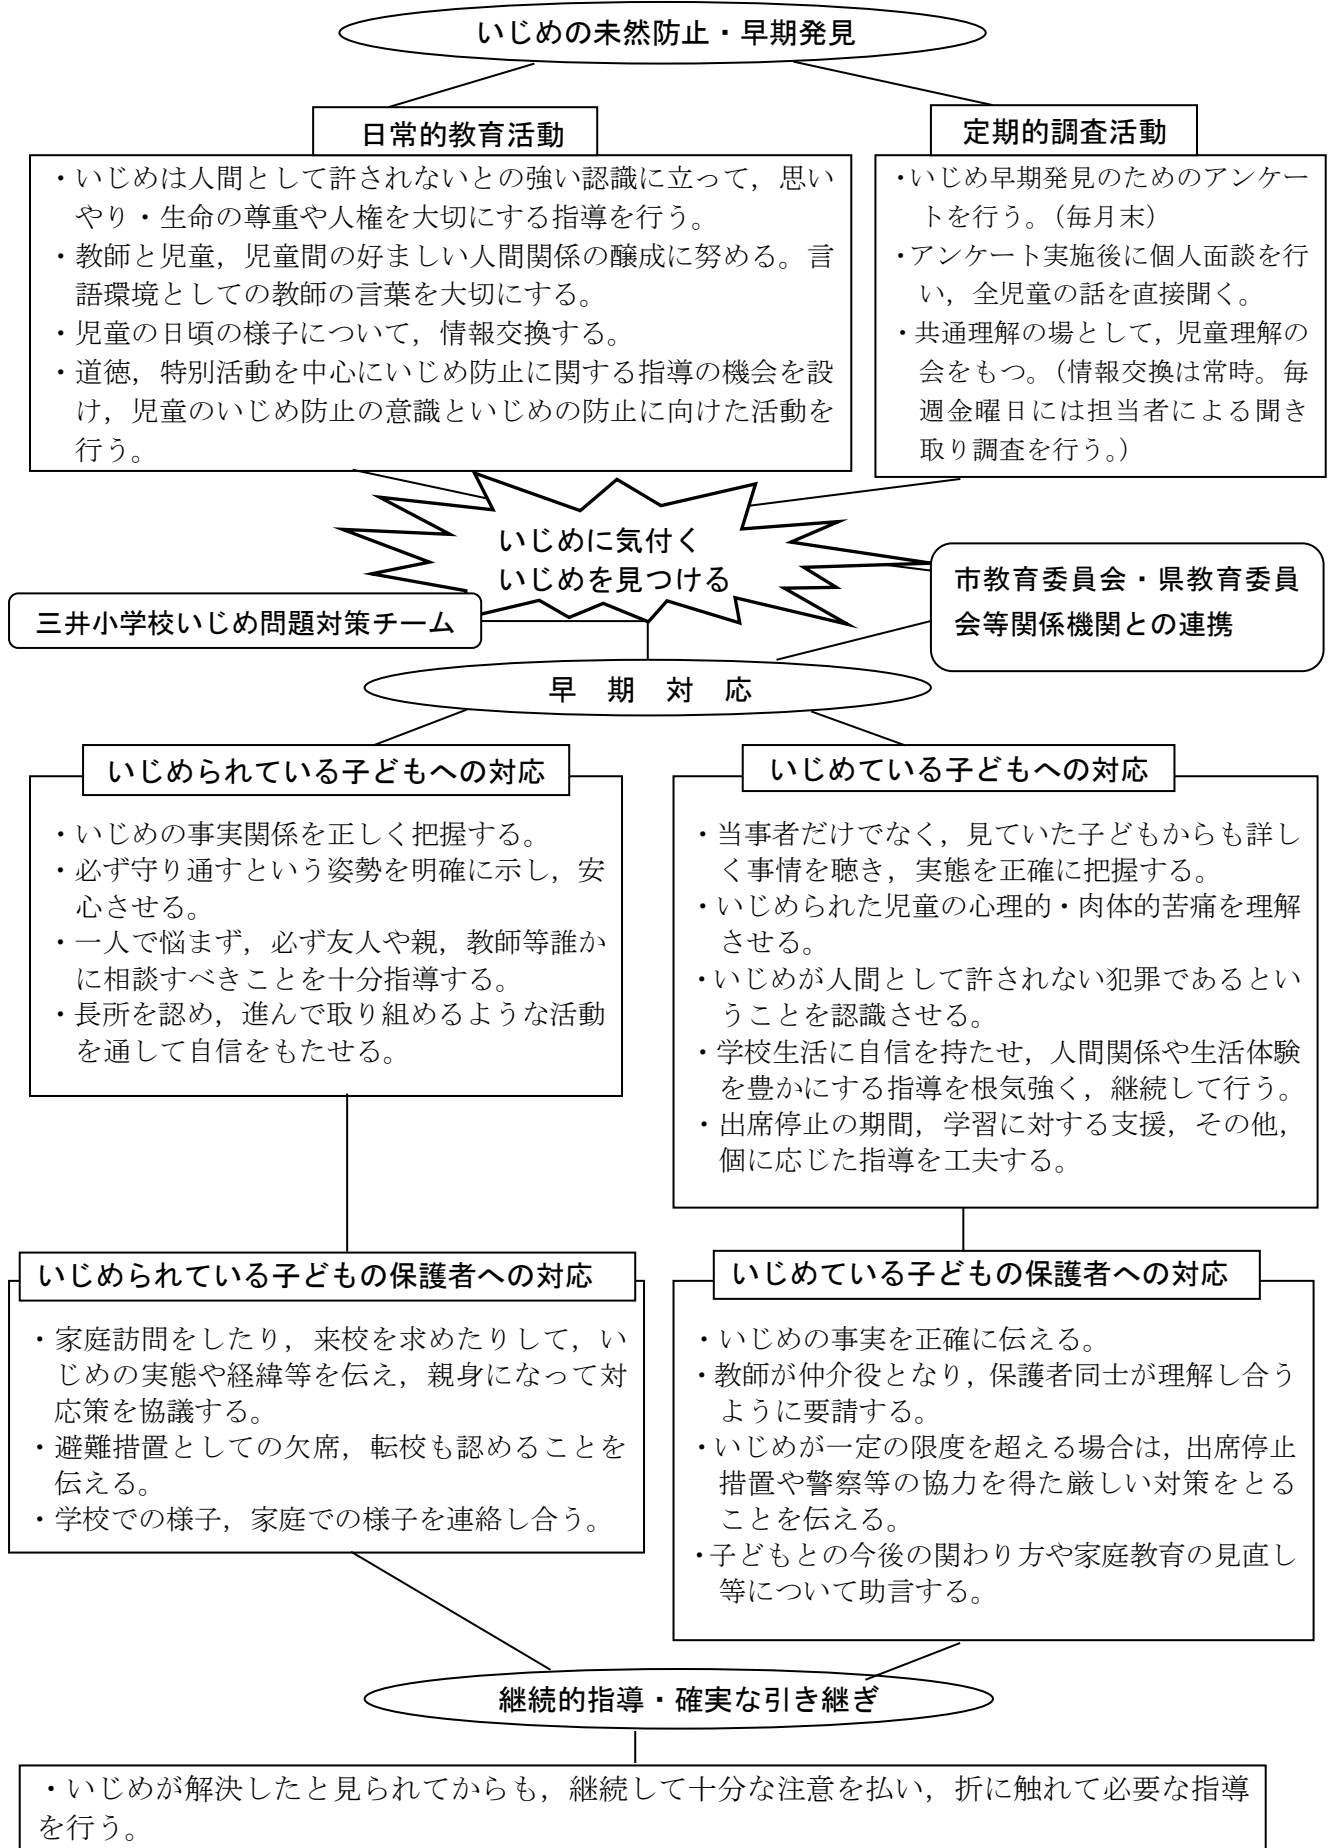 いじめの未然防止・早期発見
日常的教育活動
・いじめは人間として許されないとの強い認識に立って，思い
やり・生命の尊重や人権を大切にする指導を行う。
・教師と児童，児童間の好ましい人間関係の醸成に努める。言
語環境としての教師の言葉を大切にする。
・児童の日頃の様子について，情報交換する。
・道徳，特別活動を中心にいじめ防止に関する指導の機会を設
け，児童のいじめ防止の意識といじめの防止に向けた活動を
行う。
定期的調査活動
・いじめ早期発見のためのアンケー
トを行う。（毎月末）
・アンケート実施後に個人面談を行
い，全児童の話を直接聞く。
・共通理解の場として，児童理解の
会をもつ。（情報交換は常時。毎
週金曜日には担当者による聞き
取り調査を行う。）
いじめに気付く
いじめを見つける
三井小学校いじめ問題対策チーム
市教育委員会・県教育委員
会等関係機関との連携
早　期　対　応
いじめられている子どもへの対応
・いじめの事実関係を正しく把握する。
・必ず守り通すという姿勢を明確に示し，安
心させる。
・一人で悩まず，必ず友人や親，教師等誰か
に相談すべきことを十分指導する。
・長所を認め，進んで取り組めるような活動
を通して自信をもたせる。
いじめている子どもへの対応
・当事者だけでなく，見ていた子どもからも詳し
く事情を聴き，実態を正確に把握する。
・いじめられた児童の心理的・肉体的苦痛を理解
させる。
・いじめが人間として許されない犯罪であるとい
うことを認識させる。
・学校生活に自信を持たせ，人間関係や生活体験
を豊かにする指導を根気強く，継続して行う。
・出席停止の期間，学習に対する支援，その他，
個に応じた指導を工夫する。
いじめられている子どもの保護者への対応
・家庭訪問をしたり，来校を求めたりして，い
じめの実態や経緯等を伝え，親身になって対
応策を協議する。
・避難措置としての欠席，転校も認めることを
伝える。
・学校での様子，家庭での様子を連絡し合う。
いじめている子どもの保護者への対応
・いじめの事実を正確に伝える。
・教師が仲介役となり，保護者同士が理解し合う
ように要請する。
・いじめが一定の限度を超える場合は，出席停止
措置や警察等の協力を得た厳しい対策をとる
ことを伝える。
・子どもとの今後の関わり方や家庭教育の見直し
等について助言する。
継続的指導・確実な引き継ぎ
・いじめが解決したと見られてからも，継続して十分な注意を払い，折に触れて必要な指導
を行う。